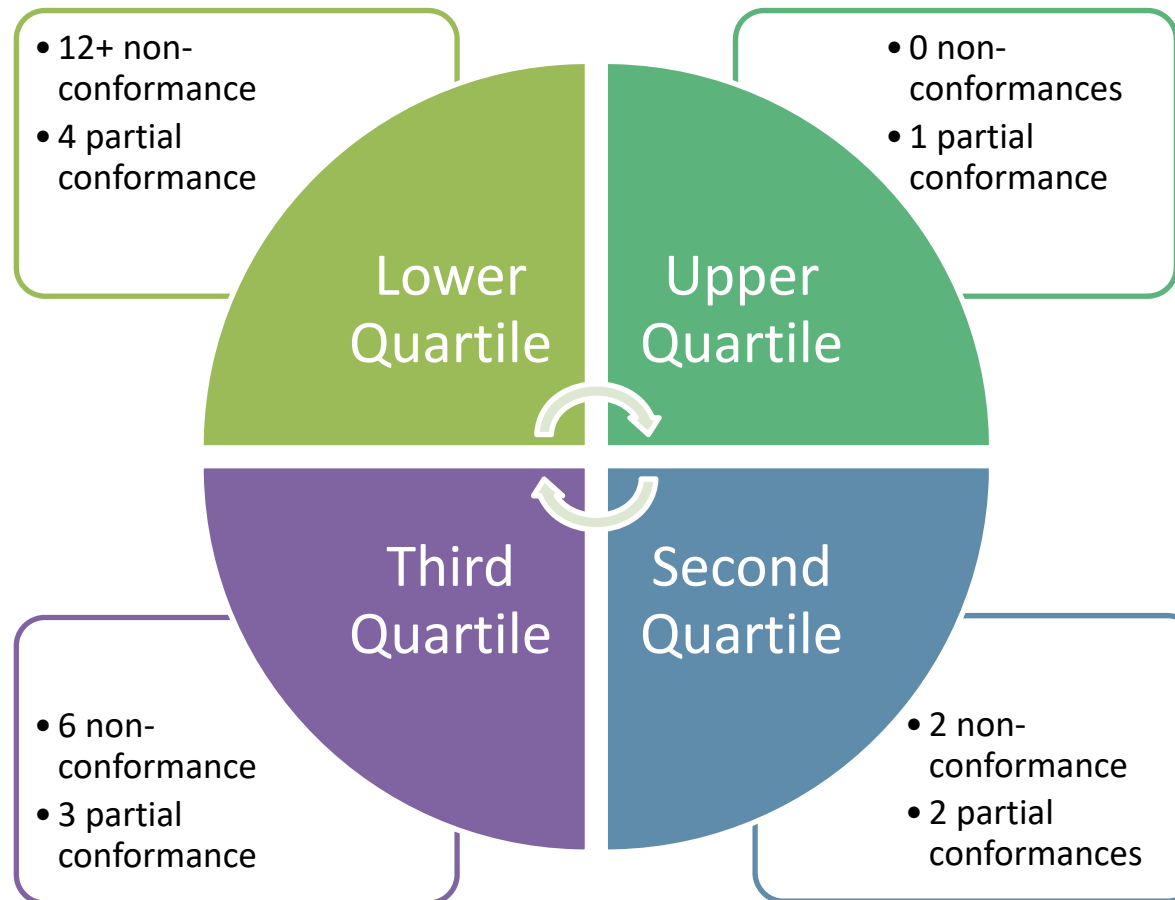 • 12+ non-
conformance
• 4 partial
conformance
• 0 non-
conformances
• 1 partial
conformance
Lower
Quartile
Upper
Quartile
Third
Quartile
Second
Quartile
• 6 non-
conformance
• 3 partial
conformance
• 2 non-
conformance
• 2 partial
conformances